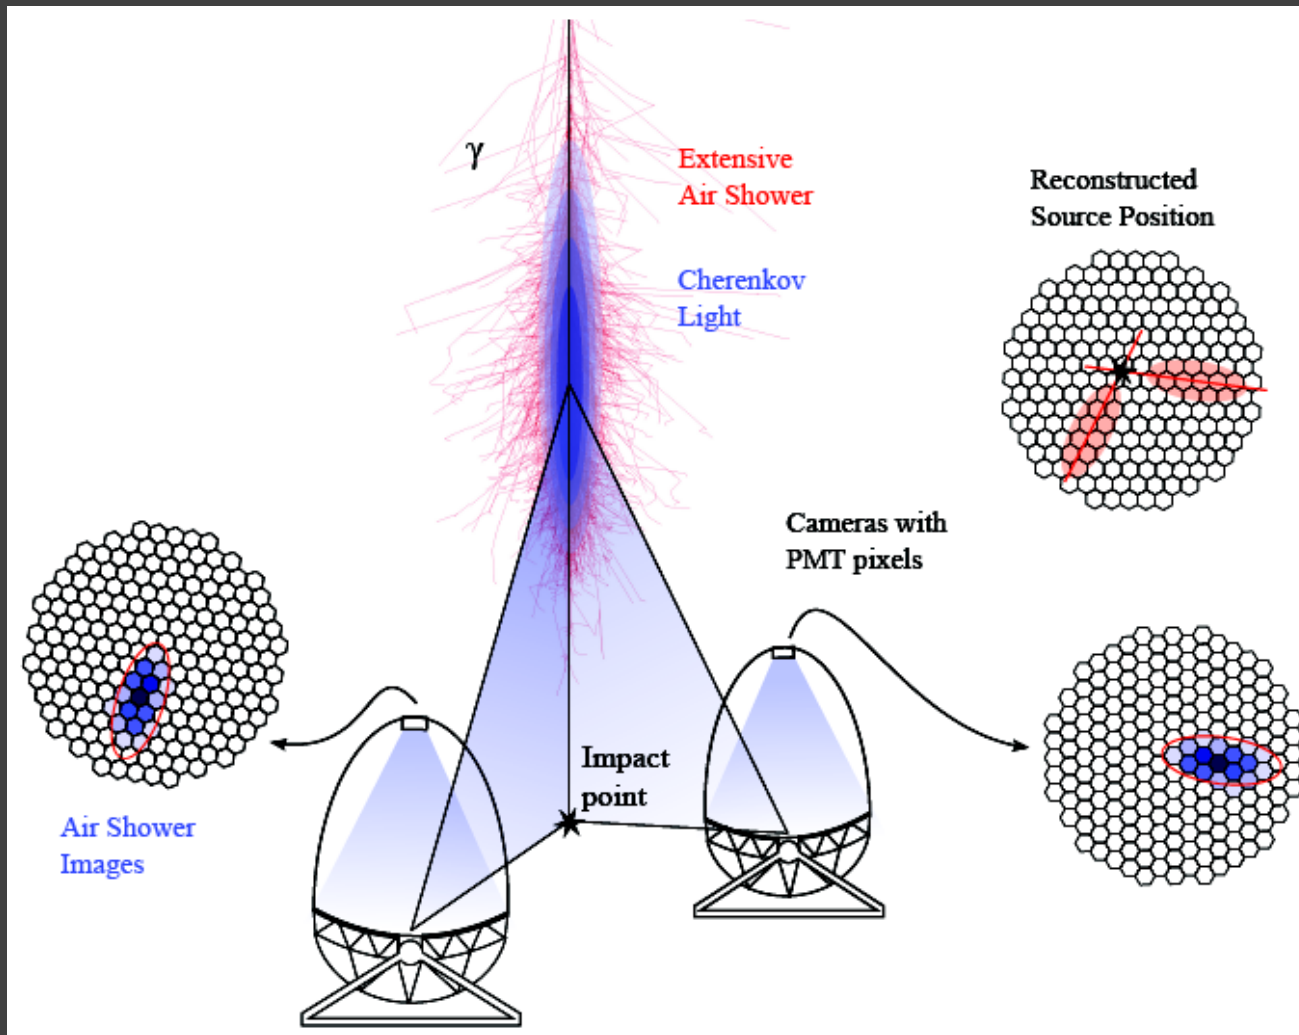 γ
Extensive
Air Shower
Cherenkov
Light
Reconstructed
Source Position
Cameras with
PMT pixels
Impact
point
Air Shower
Images